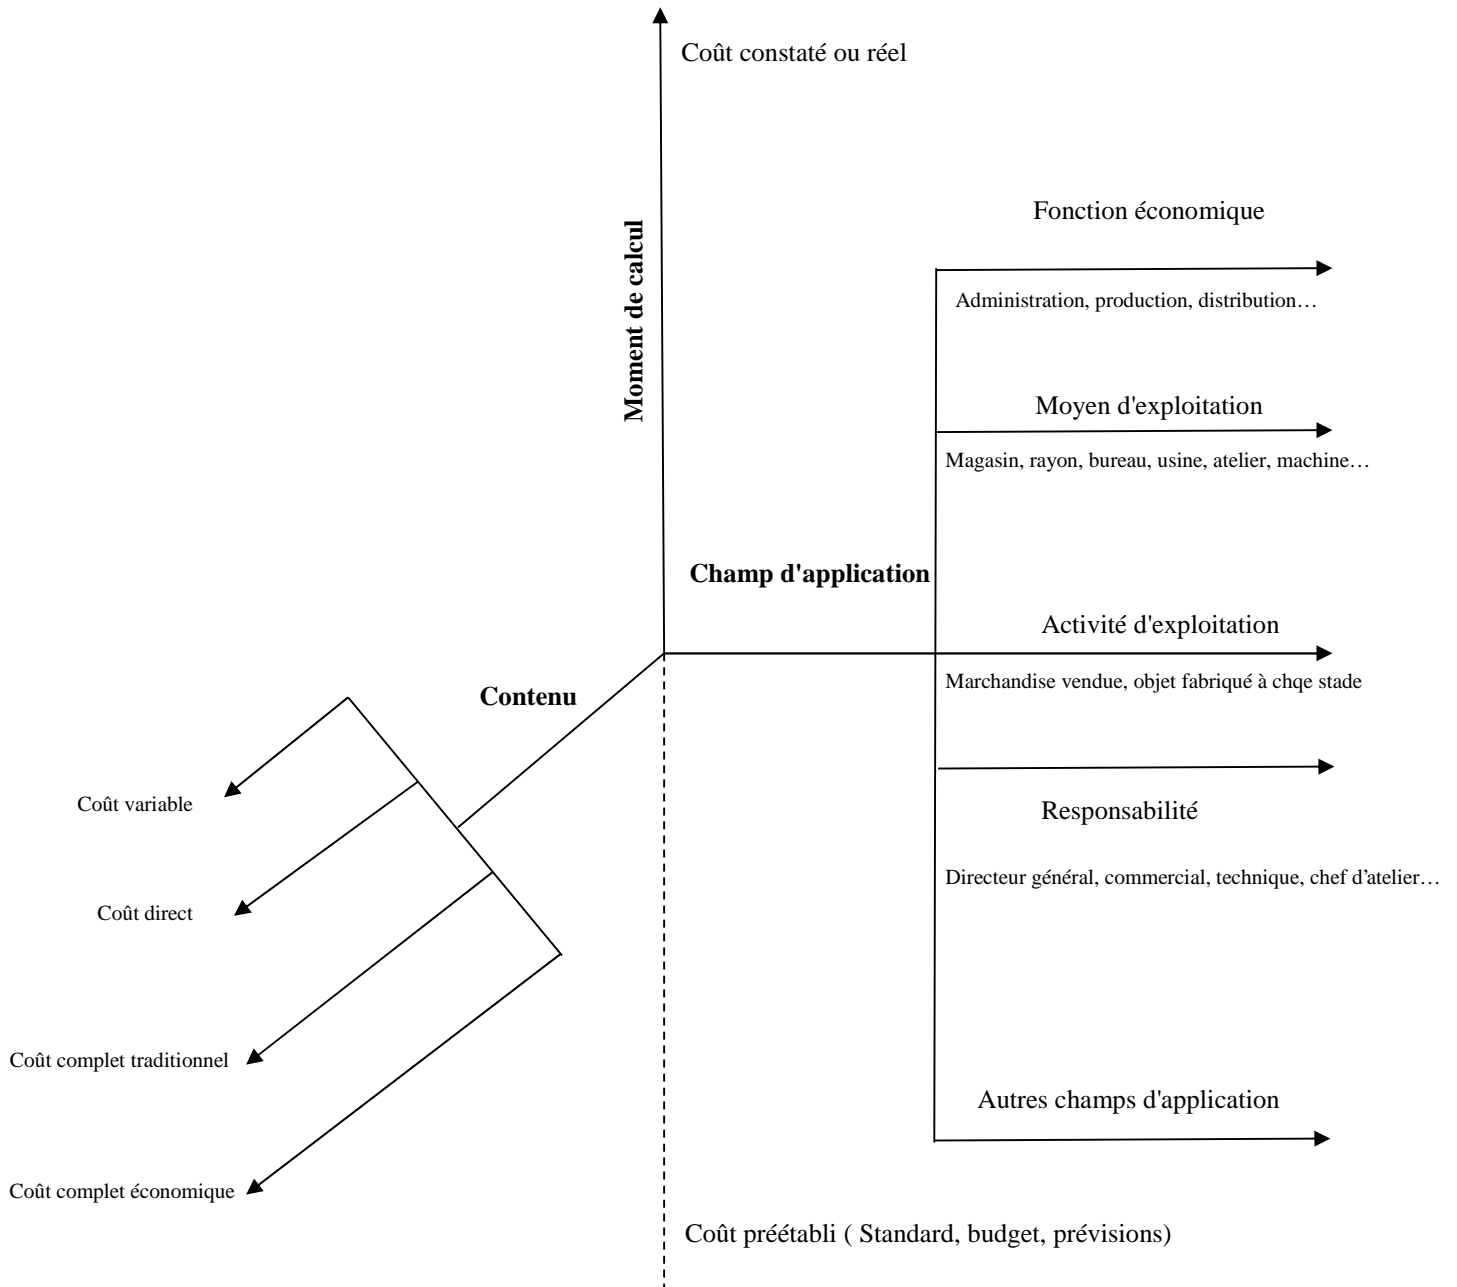 Coût constaté ou réel
Moment de calcul
Fonction économique
Administration, production, distribution…
Moyen d'exploitation
Magasin, rayon, bureau, usine, atelier, machine…
Champ d'application
Activité d'exploitation
Marchandise vendue, objet fabriqué à chqe stade
Contenu
Responsabilité
Directeur général, commercial, technique, chef d’atelier…
Coût variable
Coût direct
Coût complet traditionnel
Coût complet économique
Autres champs d'application
Coût préétabli ( Standard, budget, prévisions)